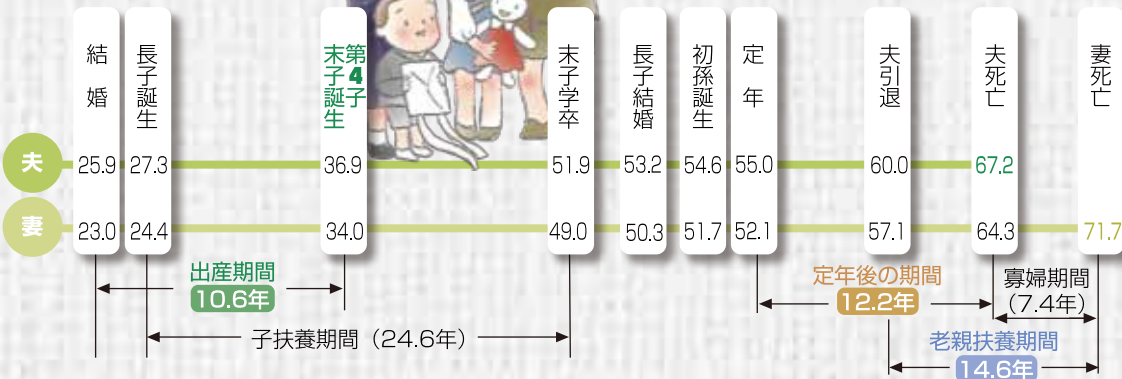 結婚
長子誕生
第4子
末子誕生
末子学卒
長子結婚
初孫誕生
定年
夫引退
夫死亡
妻死亡
夫 25.9 27.3 36.9 51.9 53.2 54.6 55.0 60.0 67.2
妻 23.0 24.4 34.0 49.0 50.3 51.7 52.1 57.1 64.3 71.7
出産期間
10.6年
子扶養期間（24.6年）
定年後の期間
12.2年
寡婦期間
（7.4年）
老親扶養期間
14.6年